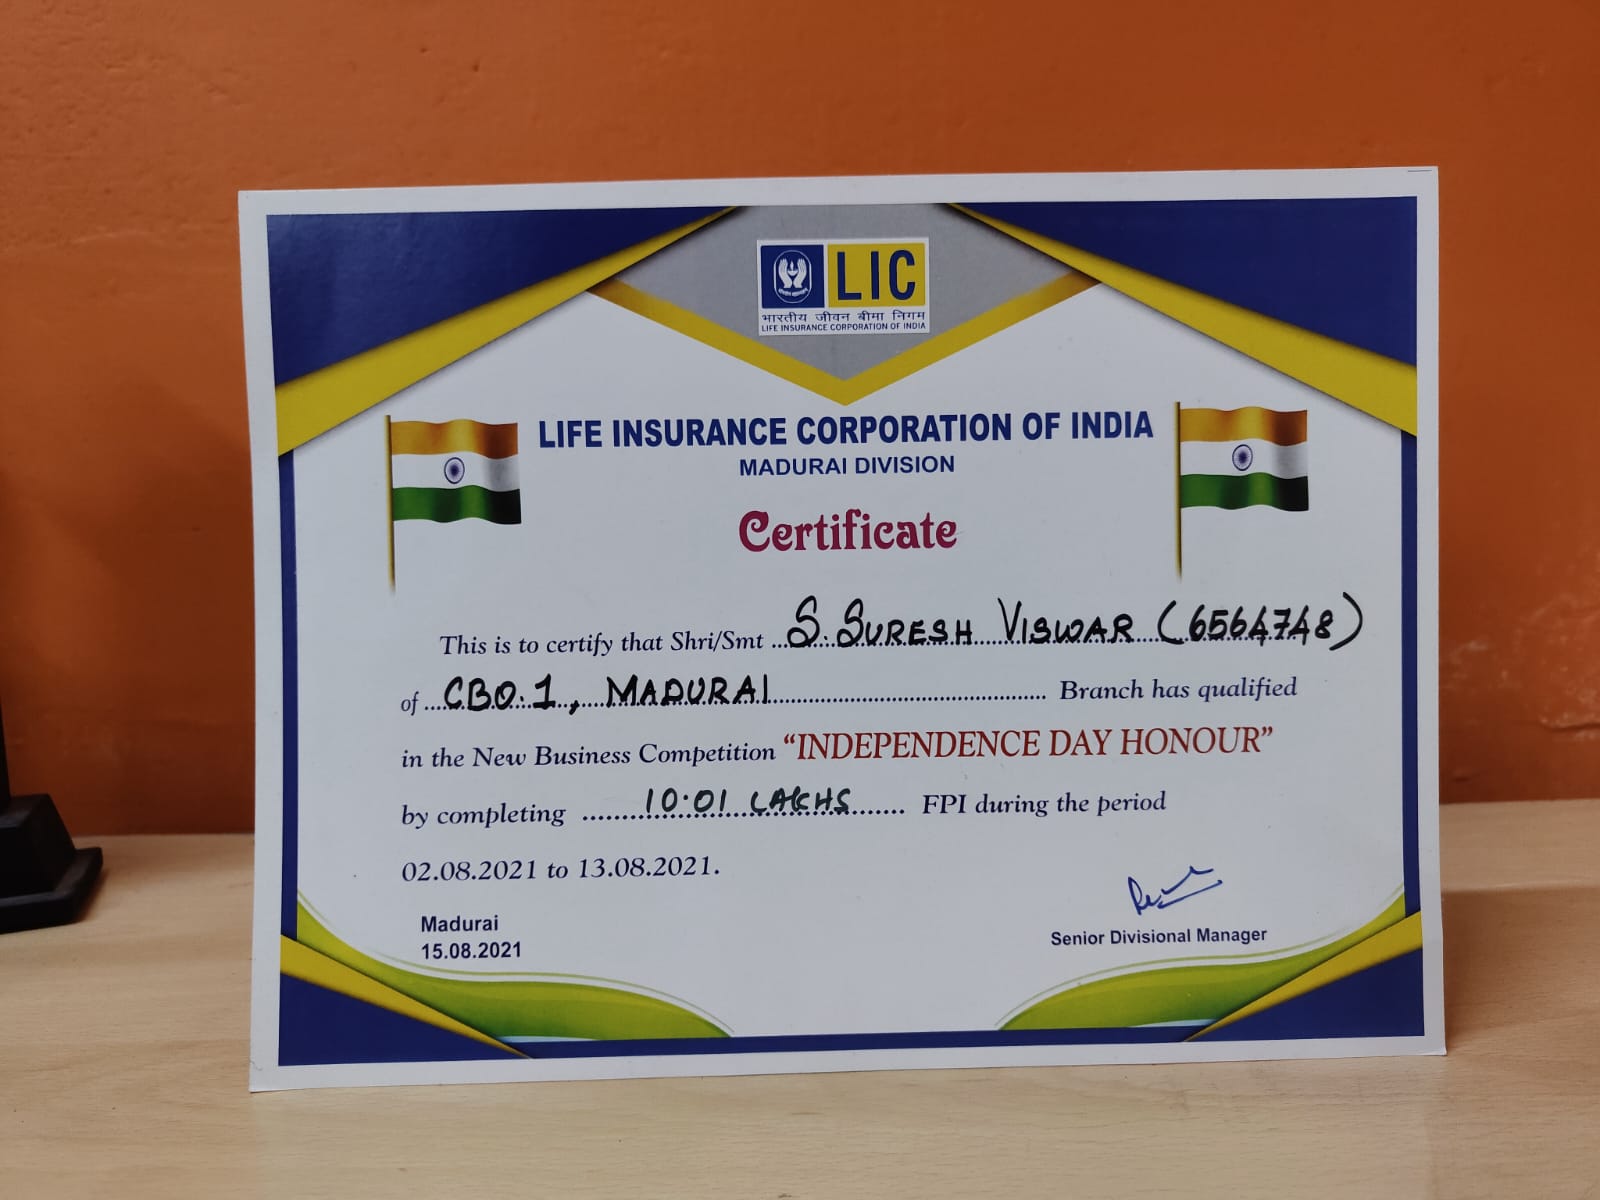 LIC
भारतीय जीवन बीमा निगम
LIFE INSURANCE CORPORATION OF INDIA
LIFE INSURANCE CORPORATION OF INDIA
MADURAI DIVISION
Certificate
This is to certify that Shri/Smt ...S. SURESH VISWAR (6564748)
of ...CBO.1, MADURAI... Branch has qualified
in the New Business Competition “INDEPENDENCE DAY HONOUR”
by completing ...10.01 LAKHS... FPI during the period
02.08.2021 to 13.08.2021.
Madurai
15.08.2021
Senior Divisional Manager